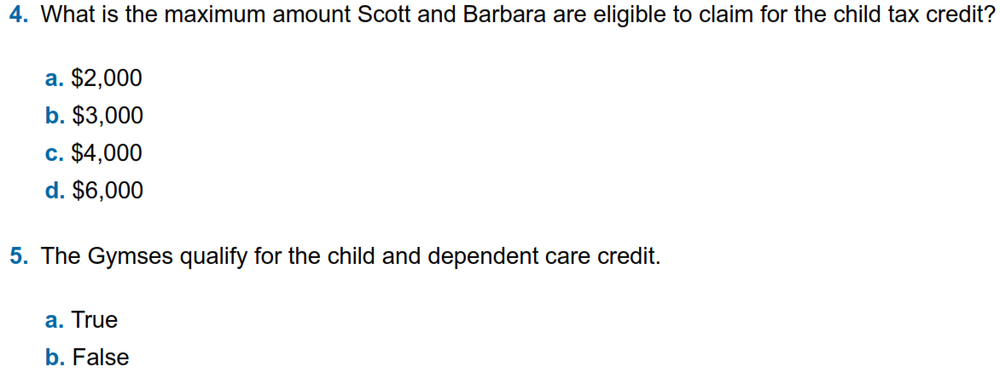 4. What is the maximum amount Scott and Barbara are eligible to claim for the child tax credit?
a. $2,000
b. $3,000
c. $4,000
d. $6,000
5. The Gymses qualify for the child and dependent care credit.
a. True
b. False